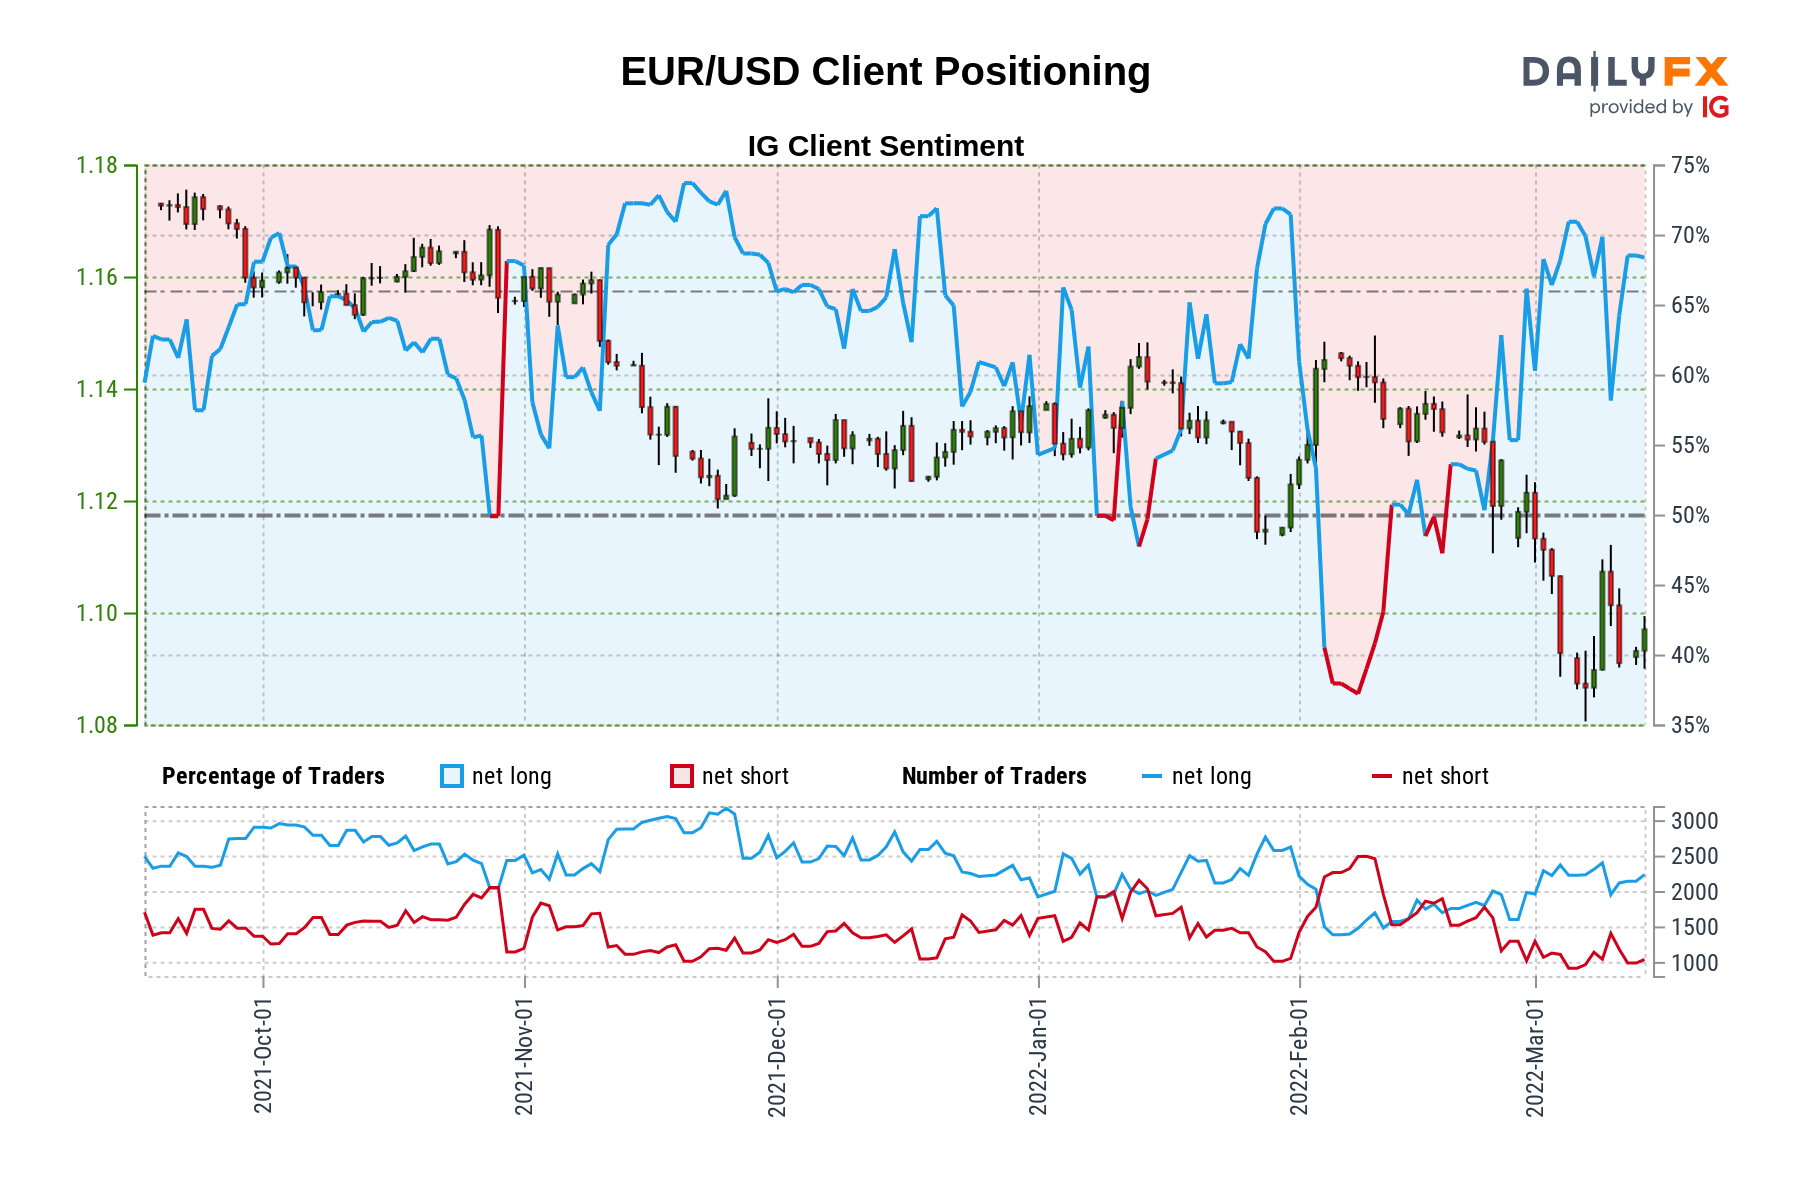 EUR/USD Client Positioning
DAILYFX
provided by IG
IG Client Sentiment
1.18
1.16
1.14
1.12
1.10
1.08
75%
70%
65%
60%
55%
50%
45%
40%
35%
Percentage of Traders net long net short Number of Traders net long net short
3000
2500
2000
1500
1000
2021-Oct-01
2021-Nov-01
2021-Dec-01
2022-Jan-01
2022-Feb-01
2022-Mar-01